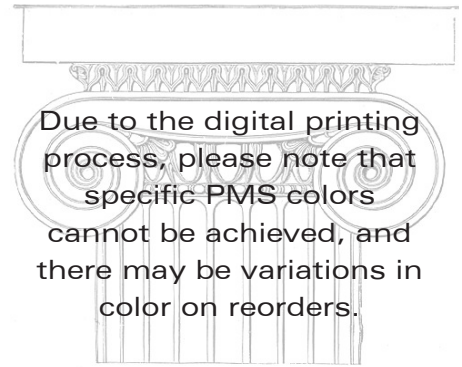 Due to the digital printing
process, please note that
specific PMS colors
cannot be achieved, and
there may be variations in
color on reorders.